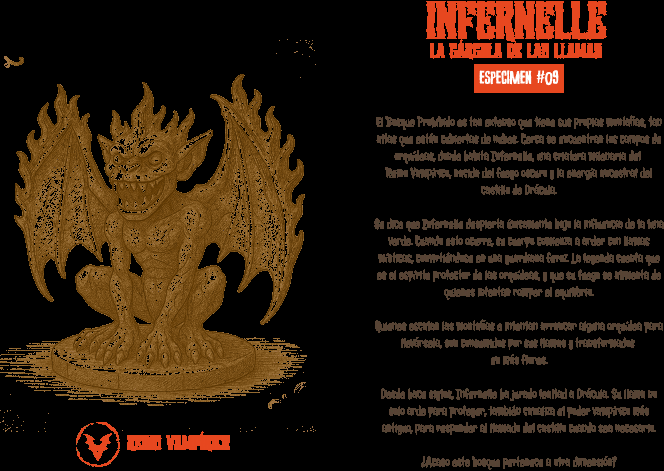 INFERNELLE
LA GÁRGOLA DE LAS LLAMAS
ESPECIMEN #09
El Bosque Prohibido es tan extenso que tiene sus propias montañas, tan
altas que están cubiertas de nubes. Cerca se encuentran los campos de
orquídeas, donde habita Infernelle, una criatura milenaria del
Reino Vampírico, nacida del fuego oscuro y la energía ancestral del
castillo de Drácula.
Se dice que Infernelle despierta únicamente bajo la influencia de la luna
verde. Cuando esto ocurre, su cuerpo comienza a arder con llamas
místicas, convirtiéndose en una guardiana feroz. La leyenda cuenta que
es el espíritu protector de las orquídeas, y que su fuego se alimenta de
quienes intentan romper el equilibrio.
Quienes escalan las montañas e intentan arrancar alguna orquídea para
llevársela, son consumidos por sus llamas y transformados
en más flores.
Desde hace siglos, Infernelle ha jurado lealtad a Drácula. Su llama no
solo arde para proteger, también simboliza el poder vampírico más
antiguo, para responder al llamado del castillo cuando sea necesario.
¿Acaso este bosque pertenece a otra dimensión?
REINO VAMPÍRICO